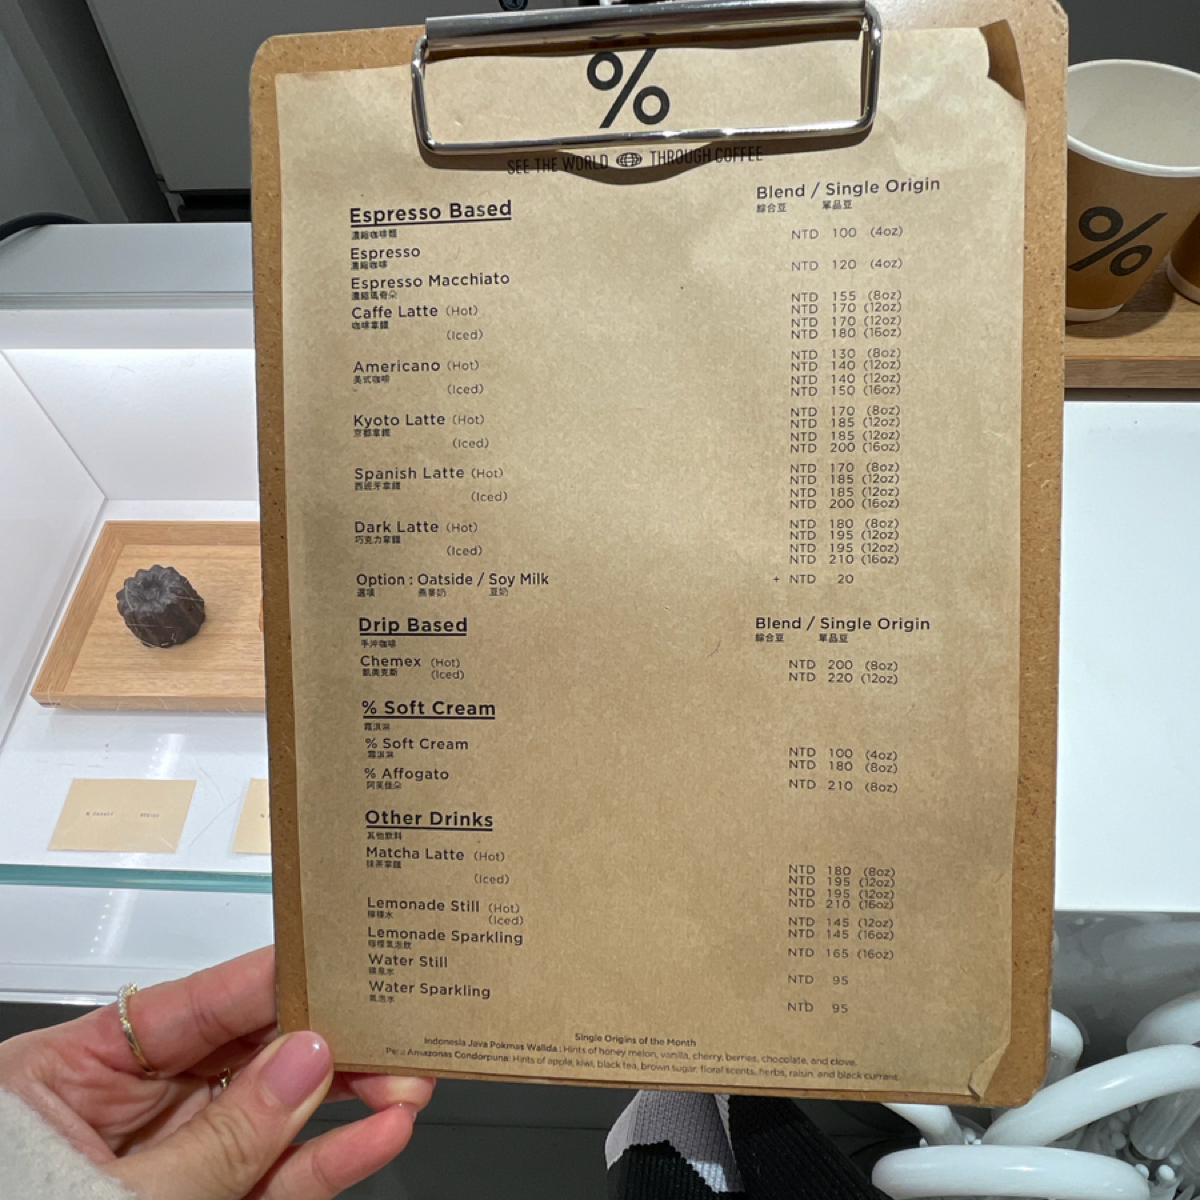 %
SEE THE WORLD THROUGH COFFEE
Espresso Based Blend / Single Origin
濃縮咖啡類 綜合豆 單品豆
Espresso NTD 100 (4oz)
濃縮咖啡
Espresso Macchiato NTD 120 (4oz)
濃縮瑪奇朵
Caffe Latte (Hot) NTD 155 (8oz)
咖啡拿鐵 NTD 170 (12oz)
(Iced) NTD 170 (12oz)
NTD 180 (16oz)
Americano (Hot) NTD 130 (8oz)
美式咖啡 NTD 140 (12oz)
(Iced) NTD 140 (12oz)
NTD 150 (16oz)
Kyoto Latte (Hot) NTD 170 (8oz)
京都拿鐵 NTD 185 (12oz)
(Iced) NTD 185 (12oz)
NTD 200 (16oz)
Spanish Latte (Hot) NTD 170 (8oz)
西班牙拿鐵 NTD 185 (12oz)
(Iced) NTD 185 (12oz)
NTD 200 (16oz)
Dark Latte (Hot) NTD 180 (8oz)
巧克力拿鐵 NTD 195 (12oz)
(Iced) NTD 195 (12oz)
NTD 210 (16oz)
Option : Oatside / Soy Milk + NTD 20
選項 燕麥奶 豆奶
Drip Based Blend / Single Origin
手沖咖啡 綜合豆 單品豆
Chemex (Hot) NTD 200 (8oz)
凱美克斯 (Iced) NTD 220 (12oz)
% Soft Cream
霜淇淋
% Soft Cream NTD 100 (4oz)
霜淇淋 NTD 180 (8oz)
% Affogato NTD 210 (8oz)
阿芙佳朵
Other Drinks
其他飲料
Matcha Latte (Hot) NTD 180 (8oz)
抹茶拿鐵 NTD 195 (12oz)
(Iced) NTD 195 (12oz)
NTD 210 (16oz)
Lemonade Still (Hot) NTD 145 (12oz)
檸檬水 (Iced) NTD 145 (16oz)
Lemonade Sparkling NTD 165 (16oz)
檸檬氣泡飲
Water Still NTD 95
礦泉水
Water Sparkling NTD 95
氣泡水
Single Origins of the Month
Indonesia Java Pokmas Walida : Hints of honey melon, vanilla, cherry, berries, chocolate, and clove.
Peru Amazonas Condorpuna: Hints of apple, kiwi, black tea, brown sugar, floral scents, herbs, raisin, and black currant.
%